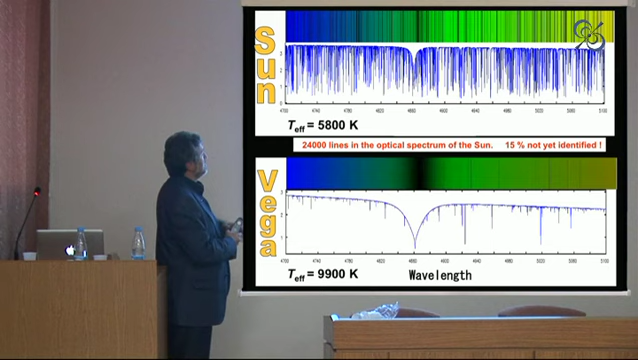 Sun
Teff = 5800 K
24000 lines in the optical spectrum of the Sun. 15 % not yet identified !
Vega
Teff = 9900 K
Wavelength